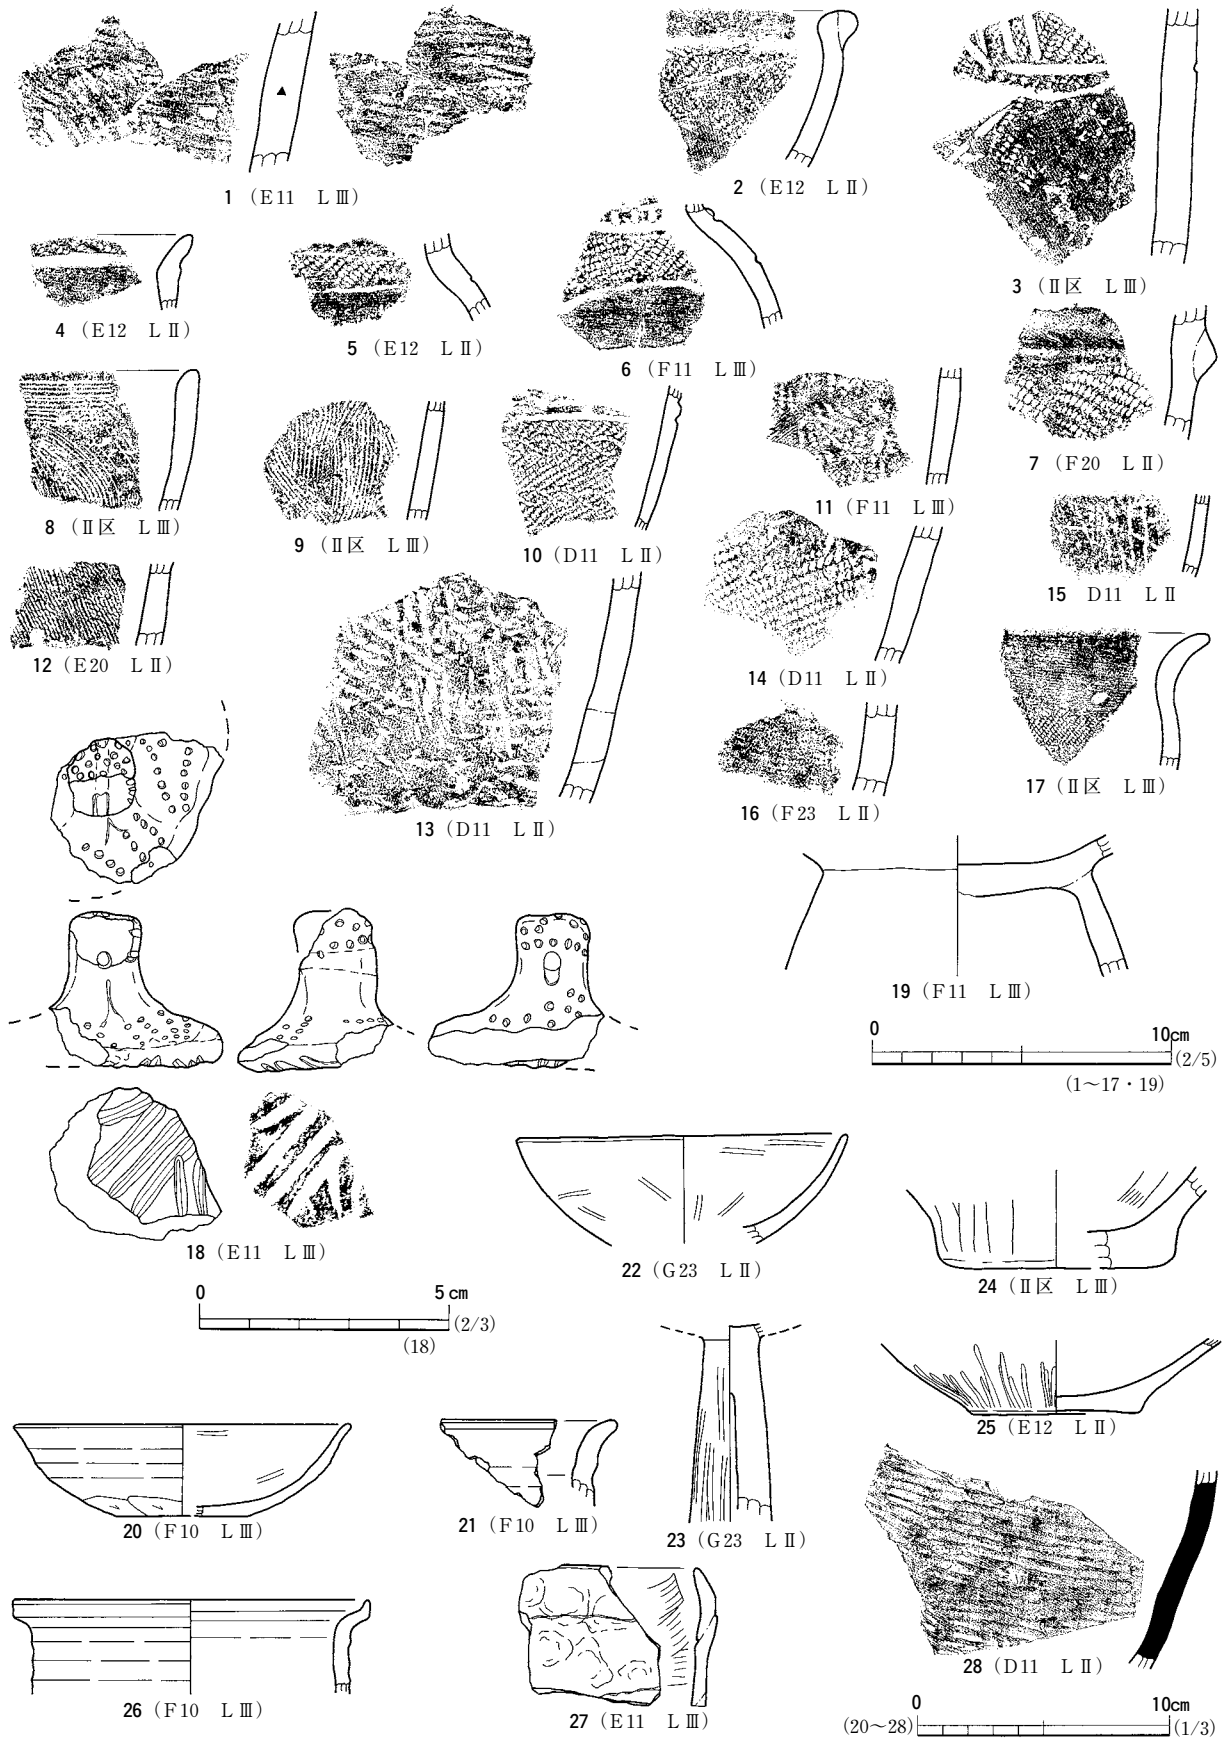 1 (E11 LⅢ)
2 (E12 LⅡ)
3 (Ⅱ区 LⅢ)
4 (E12 LⅡ)
5 (E12 LⅡ)
6 (F11 LⅢ)
7 (F20 LⅡ)
8 (Ⅱ区 LⅢ)
9 (Ⅱ区 LⅢ)
10 (D11 LⅡ)
11 (F11 LⅢ)
12 (E20 LⅡ)
13 (D11 LⅡ)
14 (D11 LⅡ)
15 D11 LⅡ
16 (F23 LⅡ)
17 (Ⅱ区 LⅢ)
19 (F11 LⅢ)
0 10cm
(2/5)
(1～17・19)
18 (E11 LⅢ)
0 5cm
(2/3)
(18)
22 (G23 LⅡ)
24 (Ⅱ区 LⅢ)
20 (F10 LⅢ)
21 (F10 LⅢ)
23 (G23 LⅡ)
25 (E12 LⅡ)
26 (F10 LⅢ)
27 (E11 LⅢ)
28 (D11 LⅡ)
0 10cm
(20～28) (1/3)